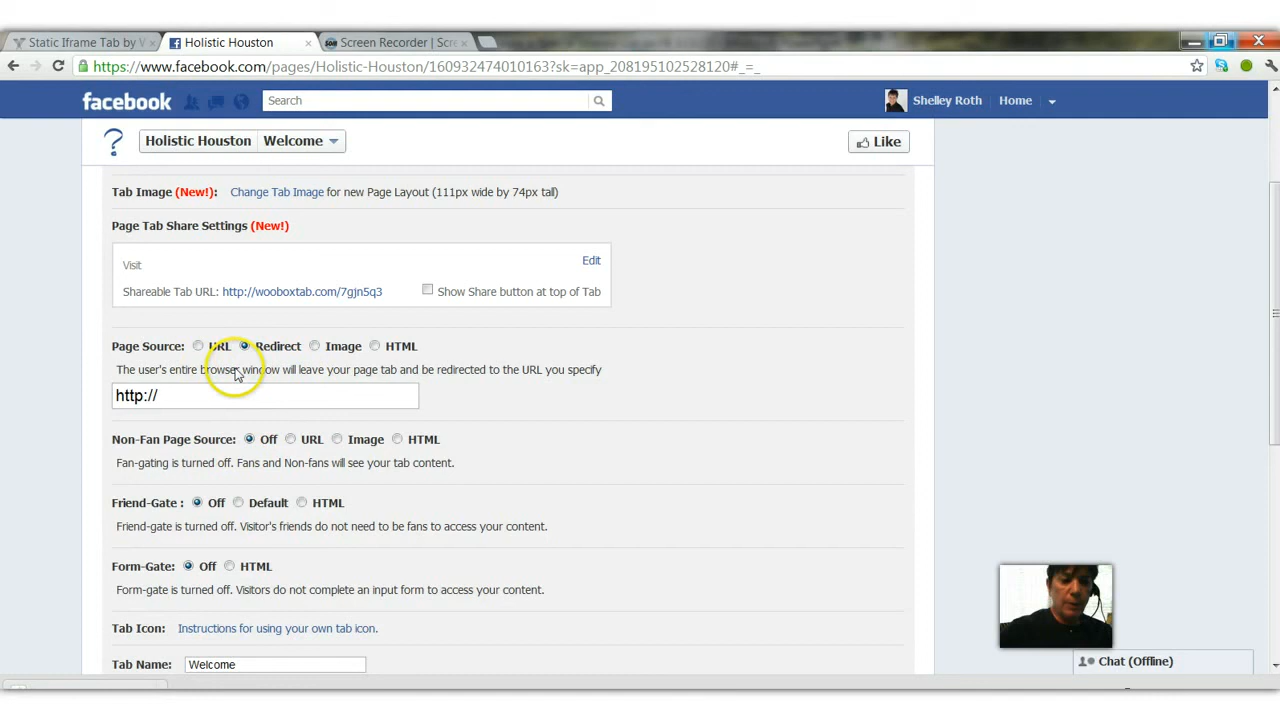 Static Iframe Tab by W
Holistic Houston
Screen Recorder | Scre
https://www.facebook.com/pages/Holistic-Houston/160932474010163?sk=app_208195102528120#_=_
facebook
Search
Shelley Roth
Home
Holistic Houston
Welcome
Like
Tab Image (New!): Change Tab Image for new Page Layout (111px wide by 74px tall)
Page Tab Share Settings (New!)
Visit
Edit
Shareable Tab URL: http://wooboxtab.com/7gjn5q3
Show Share button at top of Tab
Page Source: URL Redirect Image HTML
The user's entire browser window will leave your page tab and be redirected to the URL you specify
http://
Non-Fan Page Source: Off URL Image HTML
Fan-gating is turned off. Fans and Non-fans will see your tab content.
Friend-Gate : Off Default HTML
Friend-gate is turned off. Visitor's friends do not need to be fans to access your content.
Form-Gate: Off HTML
Form-gate is turned off. Visitors do not complete an input form to access your content.
Tab Icon: Instructions for using your own tab icon.
Chat (Offline)
Tab Name: Welcome